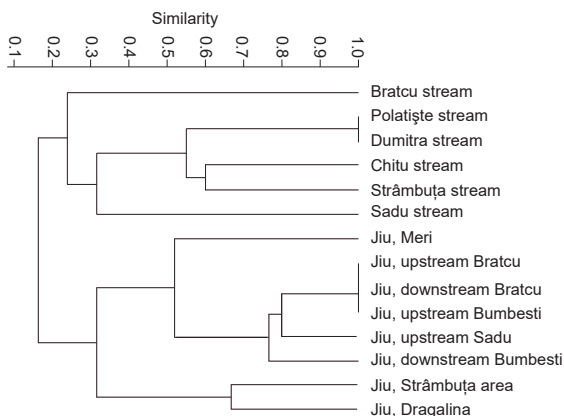 Similarity
0.1 0.2 0.3 0.4 0.5 0.6 0.7 0.8 0.9 1.0
Bratcu stream
Polatişte stream
Dumitra stream
Chitu stream
Strâmbuța stream
Sadu stream
Jiu, Meri
Jiu, upstream Bratcu
Jiu, downstream Bratcu
Jiu, upstream Bumbesti
Jiu, upstream Sadu
Jiu, downstream Bumbesti
Jiu, Strâmbuța area
Jiu, Dragalina